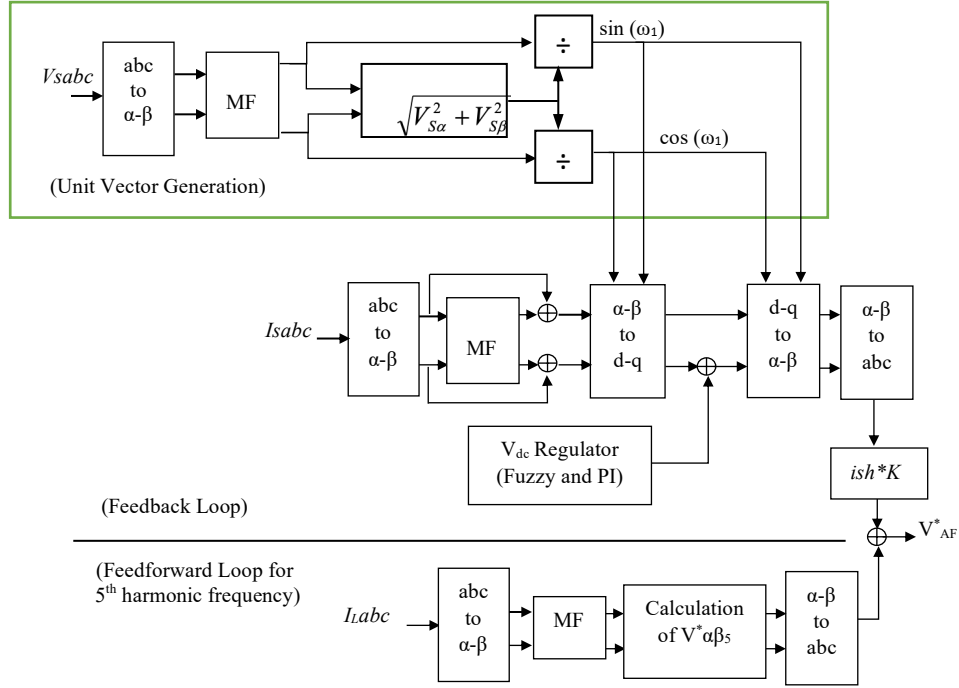 Vsabc
abc
to
α-β
MF
√V²Sα + V²Sβ
÷
÷
sin (ω₁)
cos (ω₁)
(Unit Vector Generation)
Isabc
abc
to
α-β
MF
α-β
to
d-q
d-q
to
α-β
α-β
to
abc
Vdc Regulator
(Fuzzy and PI)
ish*K
(Feedback Loop)
V*AF
(Feedforward Loop for
5th harmonic frequency)
ILabc
abc
to
α-β
MF
Calculation
of V*αβ₅
α-β
to
abc